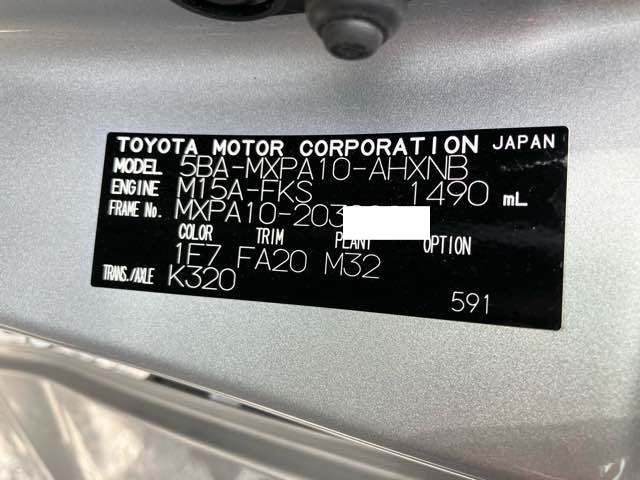 TOYOTA MOTOR CORPORATION JAPAN
MODEL 5BA-MXPA10-AHXNB
ENGINE M15A-FKS 1490 mL
FRAME No. MXPA10-203
COLOR TRIM PLANT OPTION
1F7 FA20 M32
TRANS./AXLE K320
591